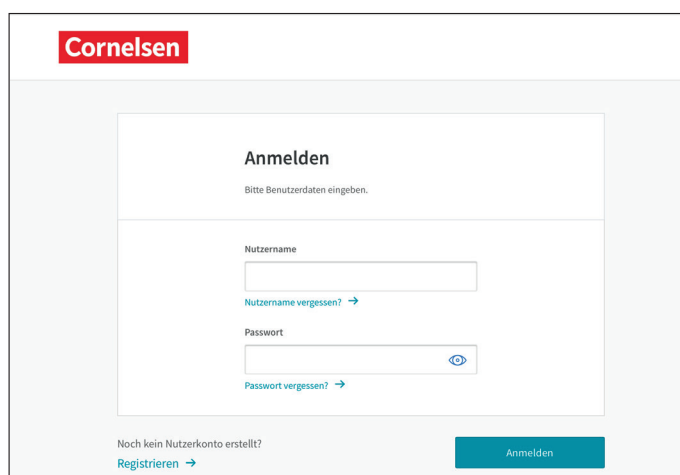 Cornelsen
Anmelden
Bitte Benutzerdaten eingeben.
Nutzername
Nutzername vergessen? →
Passwort
Passwort vergessen? →
Noch kein Nutzerkonto erstellt?
Registrieren →
Anmelden